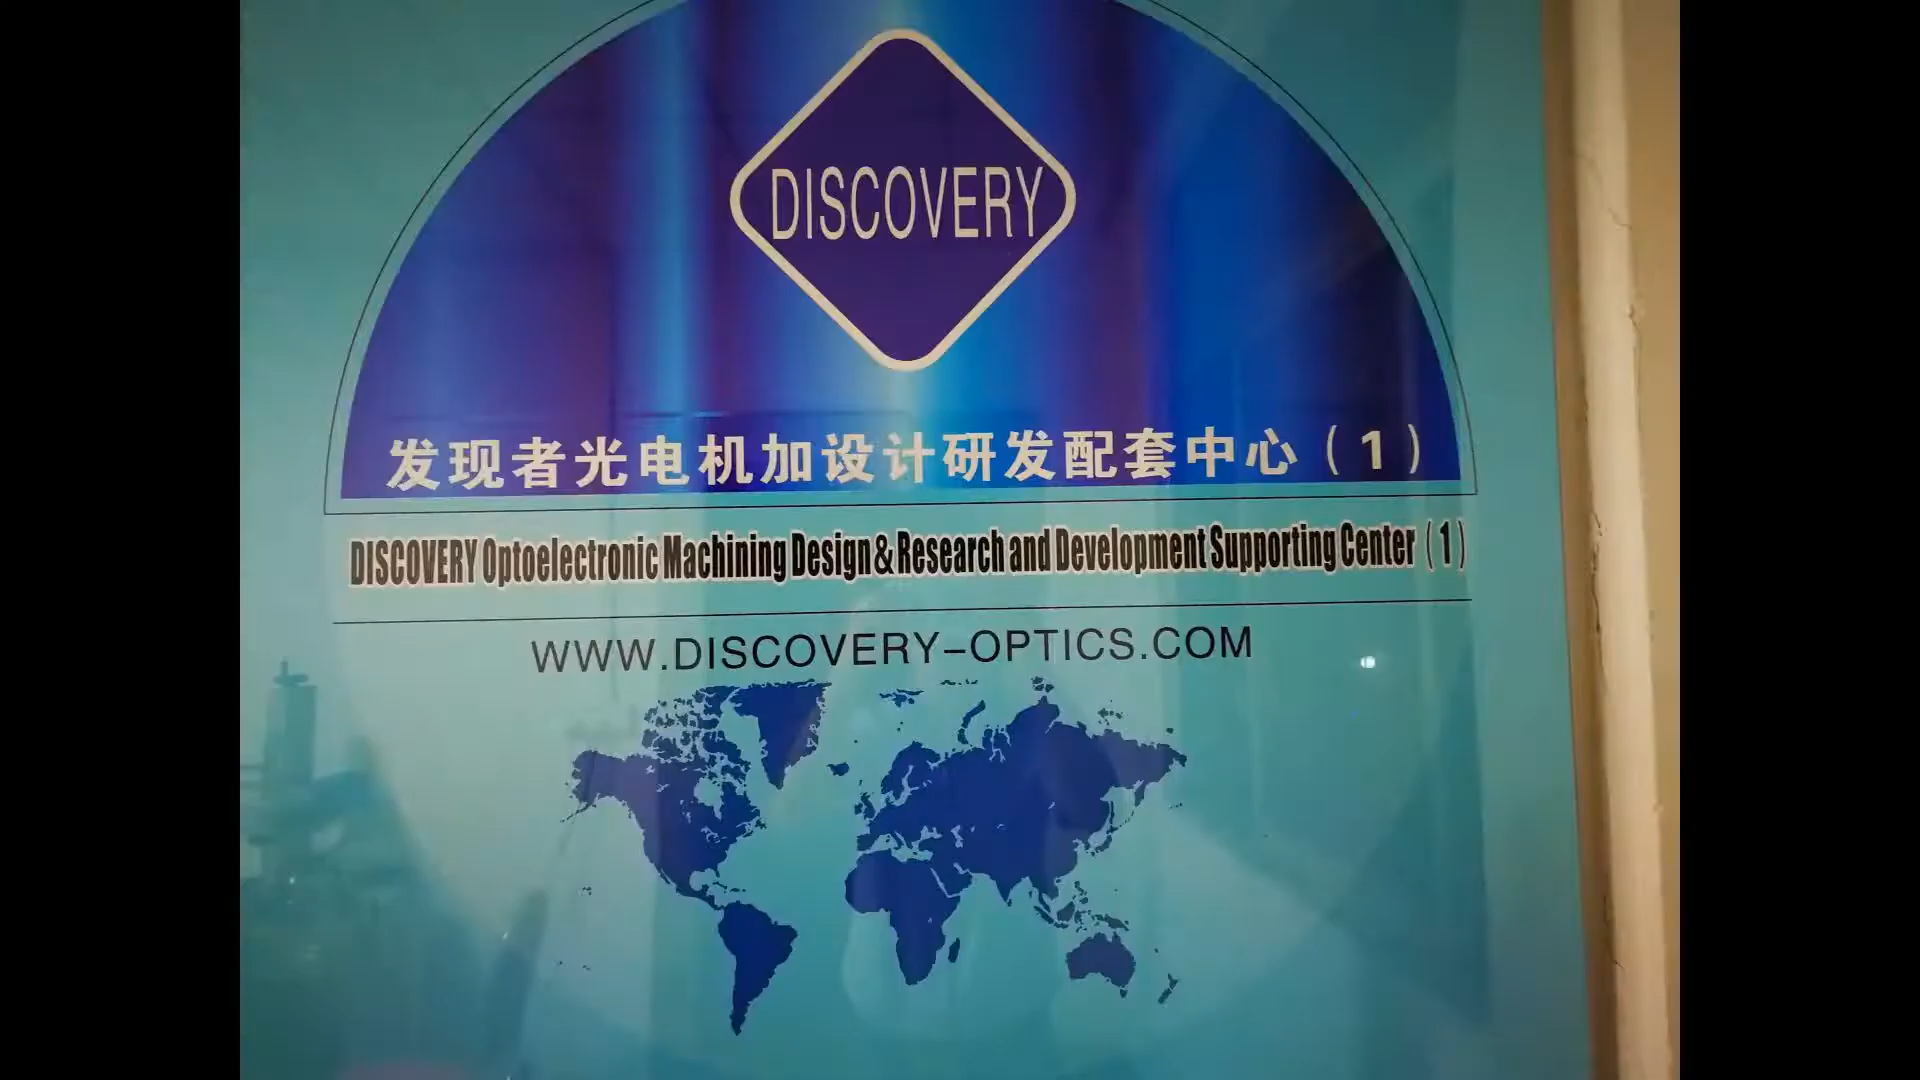 DISCOVERY
发现者光电机加设计研发配套中心（1）
DISCOVERY Optoelectronic Machining Design&Research and Development Supporting Center（1）
WWW.DISCOVERY-OPTICS.COM